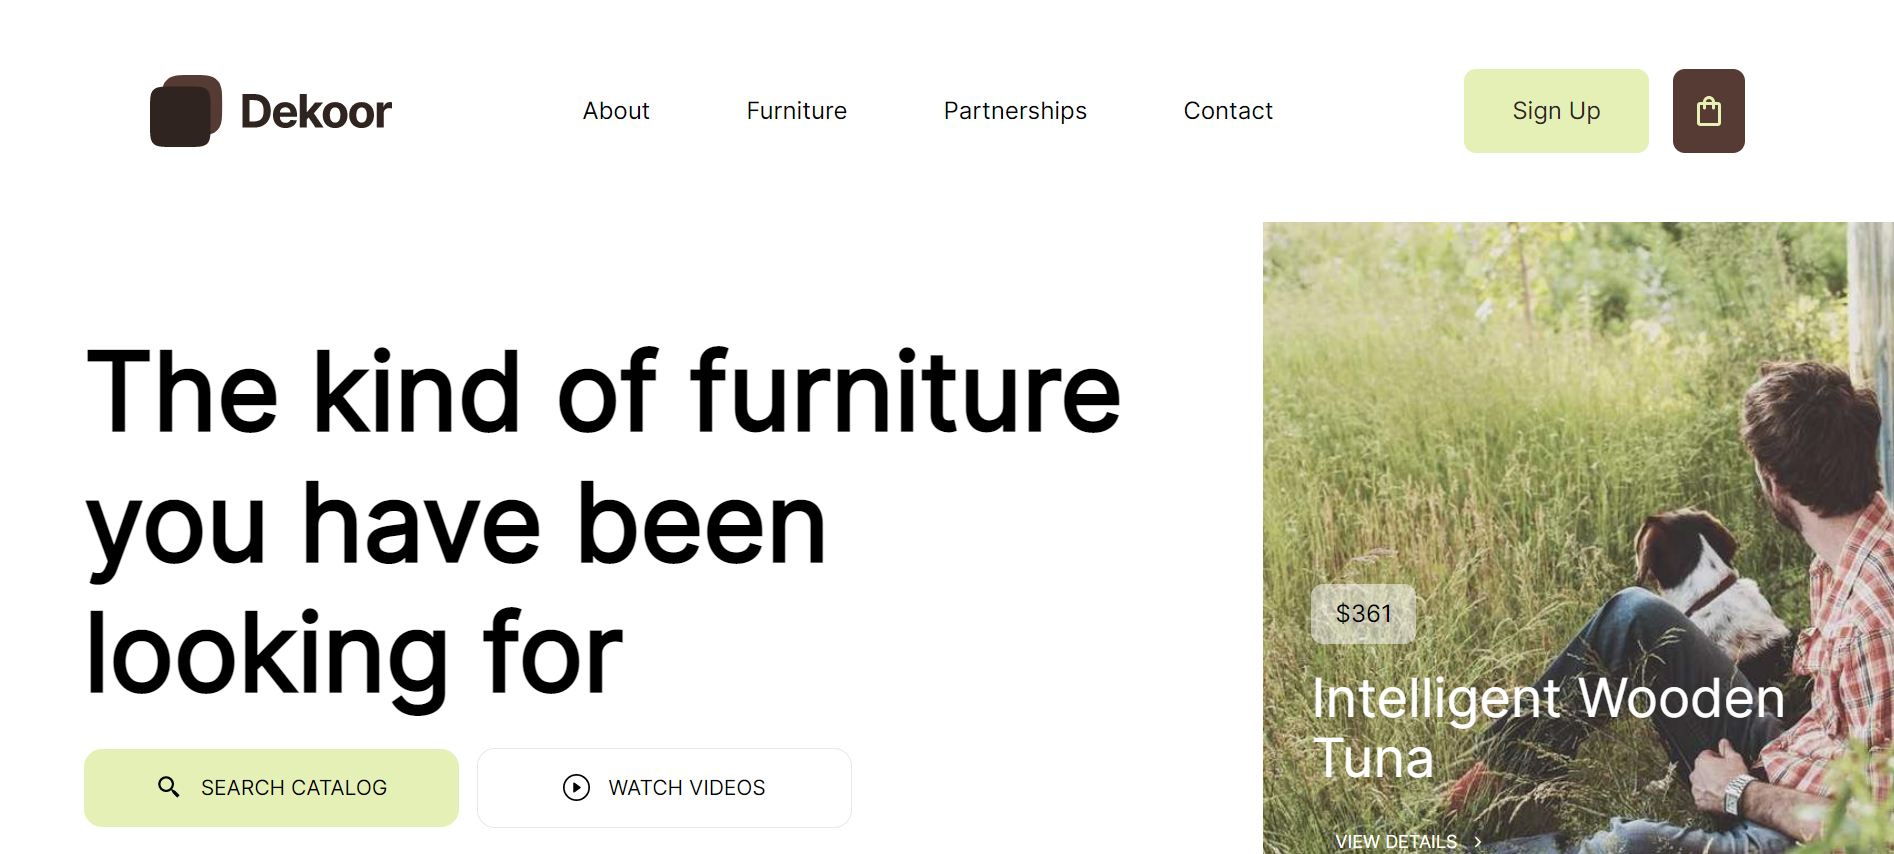 Dekoor
About
Furniture
Partnerships
Contact
Sign Up
The kind of furniture
you have been
looking for
SEARCH CATALOG
WATCH VIDEOS
$361
Intelligent Wooden
Tuna
VIEW DETAILS